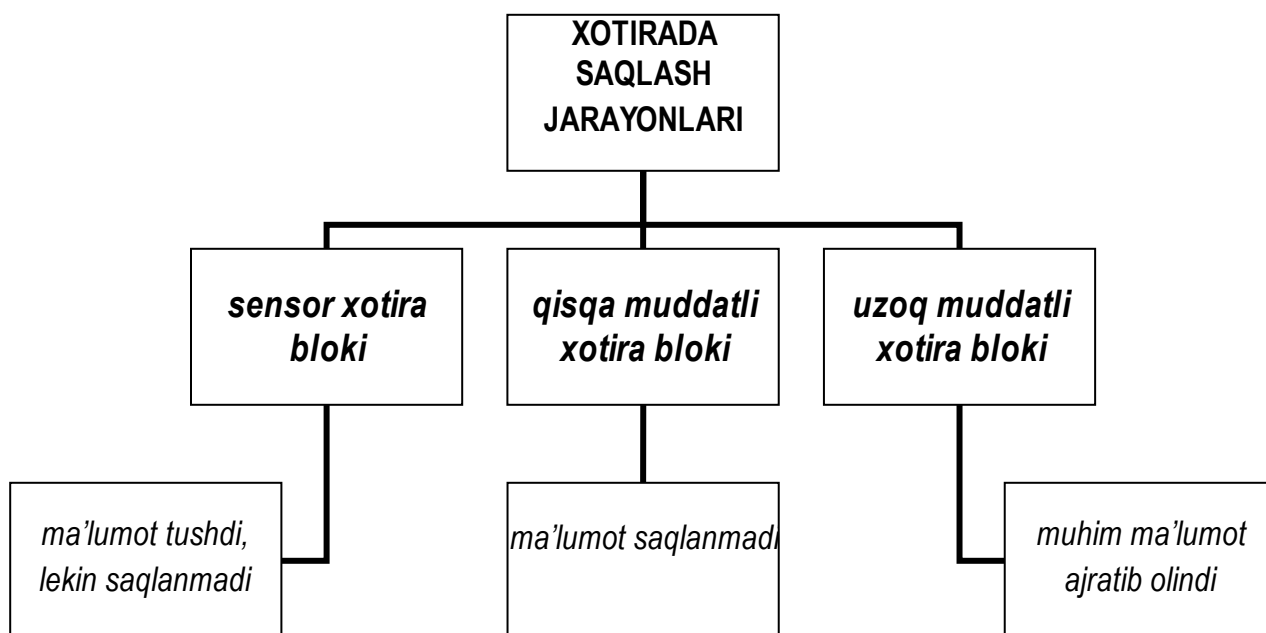 XOTIRADA
SAQLASH
JARAYONLARI
sensor xotira
bloki
qisqa muddatli
xotira bloki
uzoq muddatli
xotira bloki
ma’lumot tushdi,
lekin saqlanmadi
ma’lumot saqlanmadi
muhim ma’lumot
ajratib olindi